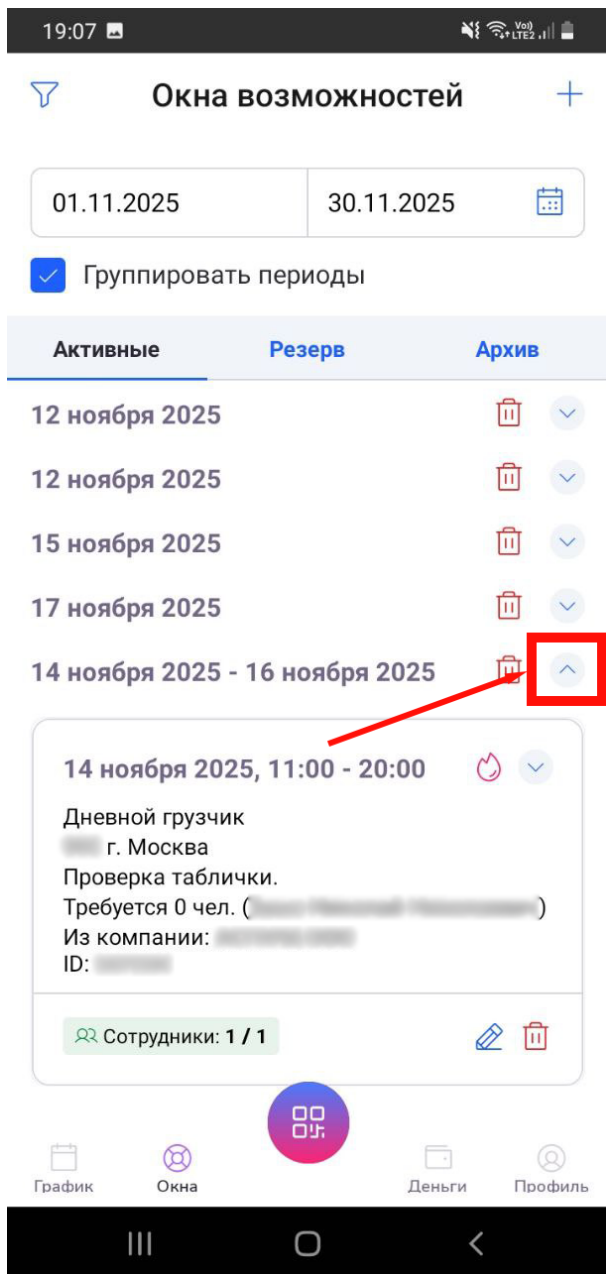 19:07
Vo))
LTE2
Окна возможностей
01.11.2025 30.11.2025
Группировать периоды
Активные Резерв Архив
12 ноября 2025
12 ноября 2025
15 ноября 2025
17 ноября 2025
14 ноября 2025 - 16 ноября 2025
14 ноября 2025, 11:00 - 20:00
Дневной грузчик
г. Москва
Проверка таблички.
Требуется 0 чел. ( )
Из компании:
ID:
Сотрудники: 1 / 1
График Окна Деньги Профиль